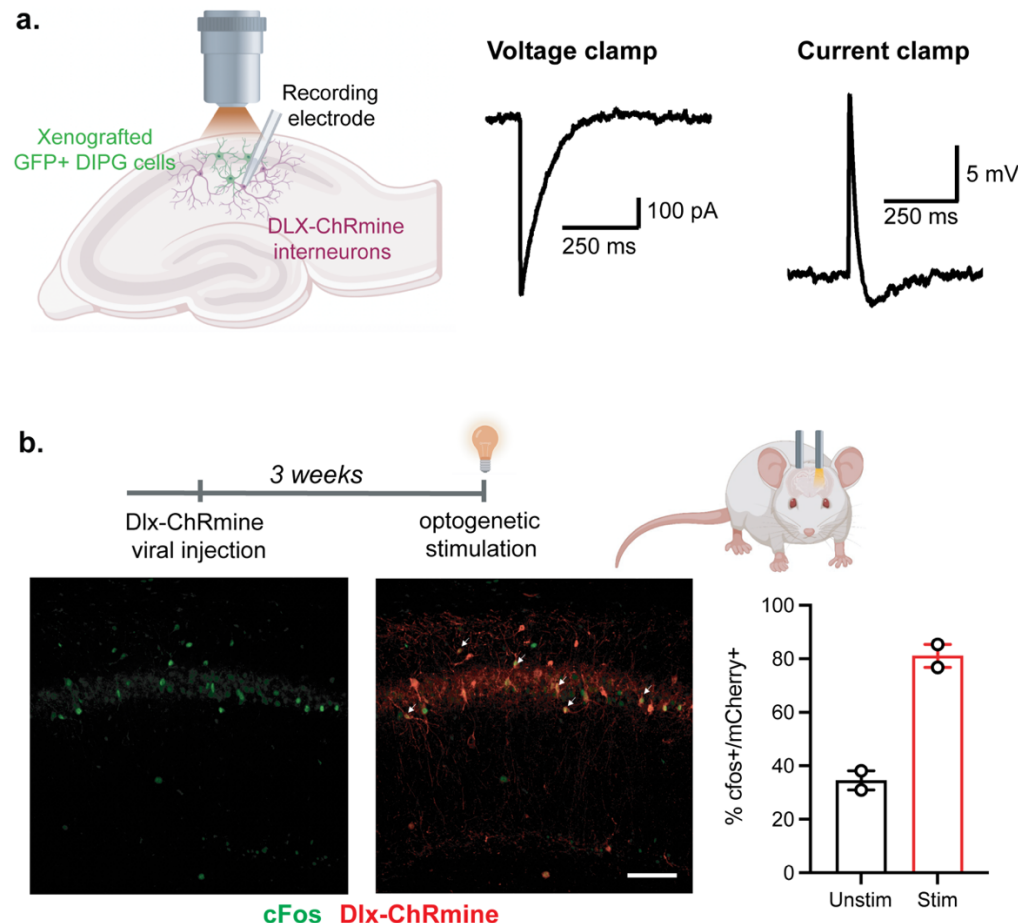 a.
Xenografted
GFP+ DIPG cells
Recording
electrode
DLX-ChRmine
interneurons
Voltage clamp
100 pA
250 ms
Current clamp
5 mV
250 ms
b.
3 weeks
Dlx-ChRmine
viral injection
optogenetic
stimulation
cFos Dlx-ChRmine
% cfos+/mCherry+
100
80
60
40
20
0
Unstim Stim